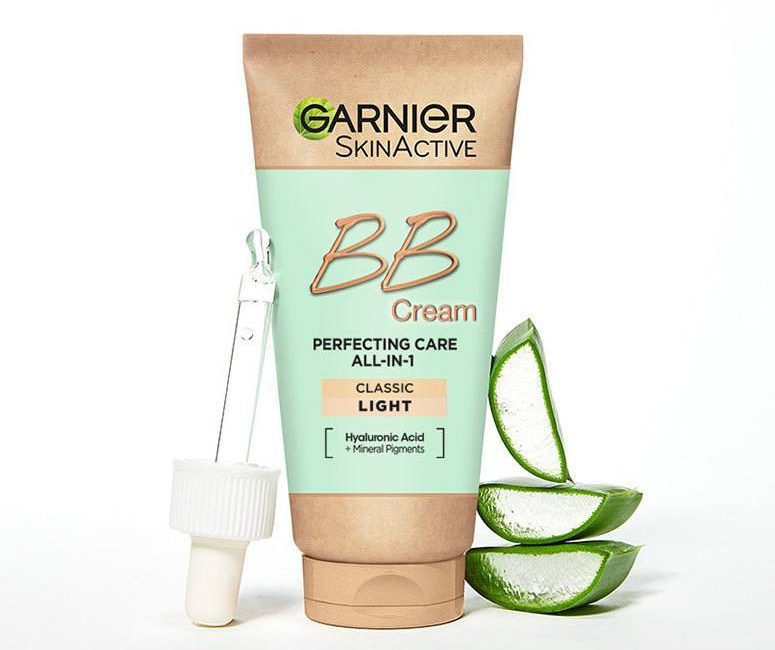 GARNIER
SKINACTIVE
BB
Cream
PERFECTING CARE
ALL-IN-1
CLASSIC
LIGHT
Hyaluronic Acid
+ Mineral Pigments